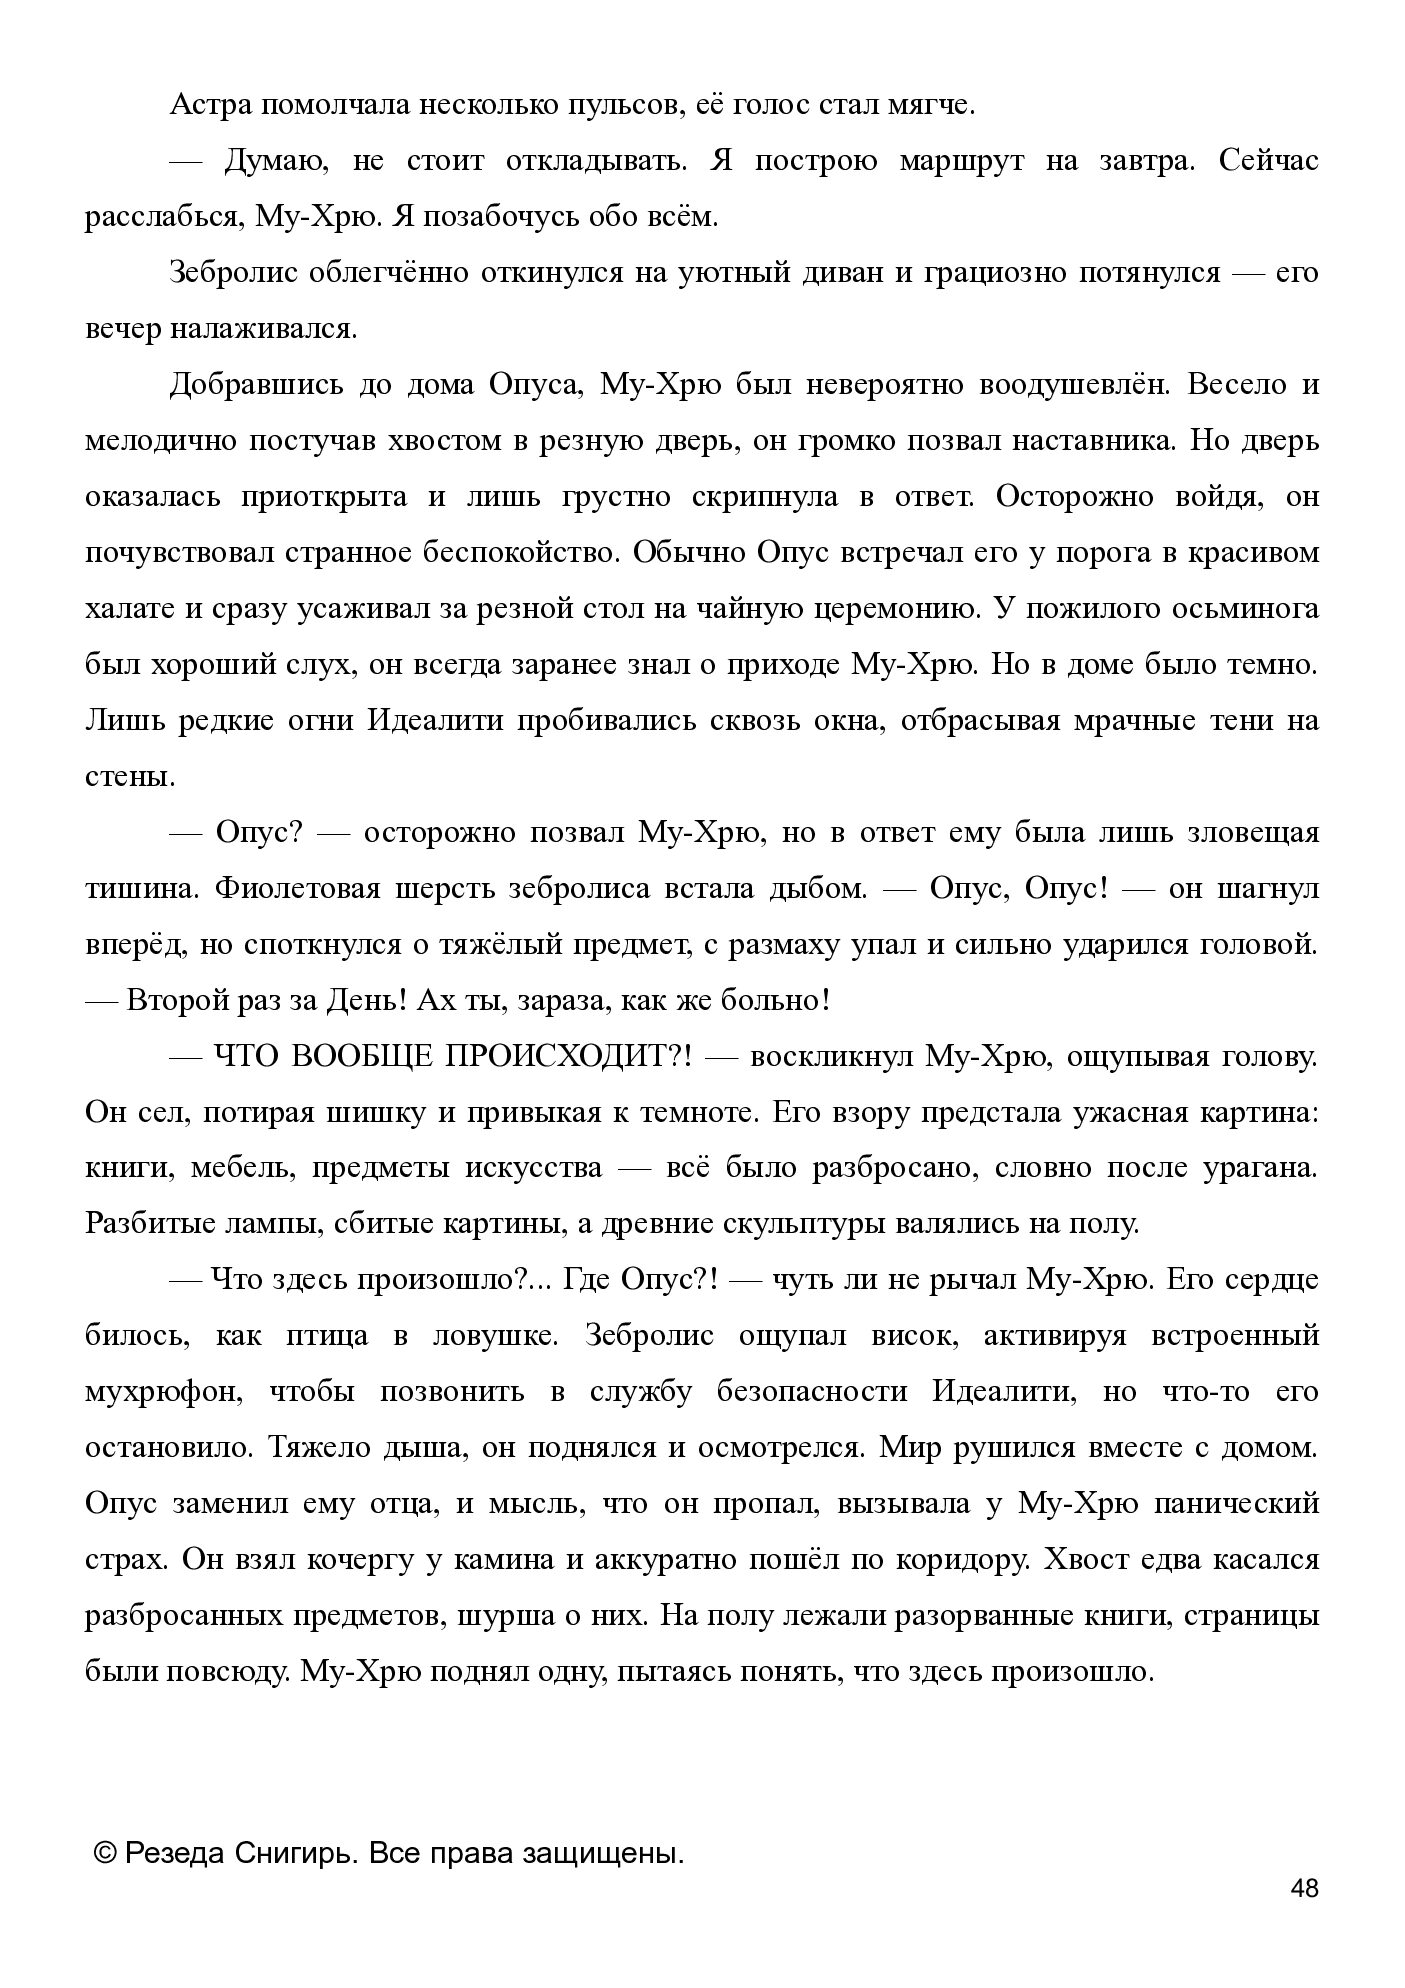 Астра помолчала несколько пульсов, её голос стал мягче.
— Думаю, не стоит откладывать. Я построю маршрут на завтра. Сейчас
расслабься, Му-Хрю. Я позабочусь обо всём.
Зебролис облегчённо откинулся на уютный диван и грациозно потянулся — его
вечер налаживался.
Добравшись до дома Опуса, Му-Хрю был невероятно воодушевлён. Весело и
мелодично постучав хвостом в резную дверь, он громко позвал наставника. Но дверь
оказалась приоткрыта и лишь грустно скрипнула в ответ. Осторожно войдя, он
почувствовал странное беспокойство. Обычно Опус встречал его у порога в красивом
халате и сразу усаживал за резной стол на чайную церемонию. У пожилого осьминога
был хороший слух, он всегда заранее знал о приходе Му-Хрю. Но в доме было темно.
Лишь редкие огни Идеалити пробивались сквозь окна, отбрасывая мрачные тени на
стены.
— Опус? — осторожно позвал Му-Хрю, но в ответ ему была лишь зловещая
тишина. Фиолетовая шерсть зебролиса встала дыбом. — Опус, Опус! — он шагнул
вперёд, но споткнулся о тяжёлый предмет, с размаху упал и сильно ударился головой.
— Второй раз за День! Ах ты, зараза, как же больно!
— ЧТО ВООБЩЕ ПРОИСХОДИТ?! — воскликнул Му-Хрю, ощупывая голову.
Он сел, потирая шишку и привыкая к темноте. Его взору предстала ужасная картина:
книги, мебель, предметы искусства — всё было разбросано, словно после урагана.
Разбитые лампы, сбитые картины, а древние скульптуры валялись на полу.
— Что здесь произошло?... Где Опус?! — чуть ли не рычал Му-Хрю. Его сердце
билось, как птица в ловушке. Зебролис ощупал висок, активируя встроенный
мухрюфон, чтобы позвонить в службу безопасности Идеалити, но что-то его
остановило. Тяжело дыша, он поднялся и осмотрелся. Мир рушился вместе с домом.
Опус заменил ему отца, и мысль, что он пропал, вызывала у Му-Хрю панический
страх. Он взял кочергу у камина и аккуратно пошёл по коридору. Хвост едва касался
разбросанных предметов, шурша о них. На полу лежали разорванные книги, страницы
были повсюду. Му-Хрю поднял одну, пытаясь понять, что здесь произошло.
© Резеда Снигирь. Все права защищены.
48